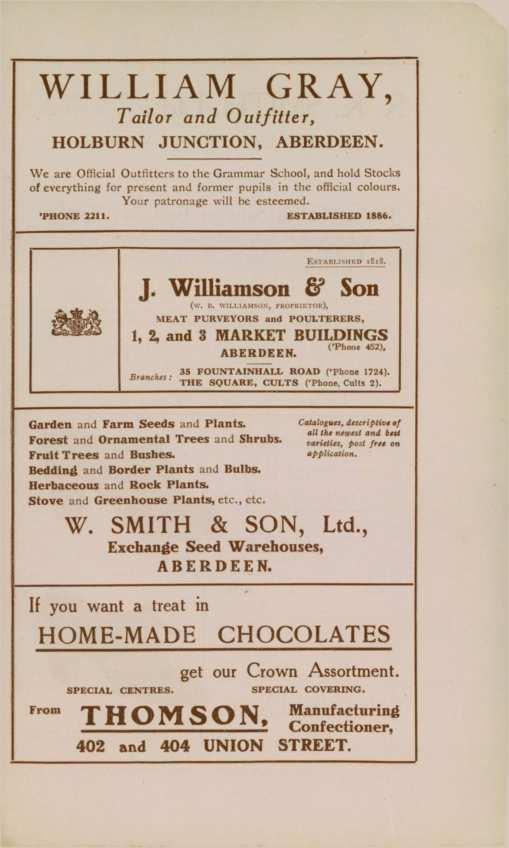 WILLIAM GRAY,
Tailor and Outfitter,
HOLBURN JUNCTION, ABERDEEN.
We are Official Outfitters to the Grammar School, and hold Stocks
of everything for present and former pupils in the official colours.
Your patronage will be esteemed.
'PHONE 2211. ESTABLISHED 1886.
ESTABLISHED 1818.
J. Williamson & Son
(W. B. WILLIAMSON, PROPRIETOR),
MEAT PURVEYORS and POULTERERS,
1, 2, and 3 MARKET BUILDINGS
ABERDEEN. ('Phone 452),
Branches: 35 FOUNTAINHALL ROAD ('Phone 1724).
THE SQUARE, CULTS ('Phone, Cults 2).
Garden and Farm Seeds and Plants.
Forest and Ornamental Trees and Shrubs.
Fruit Trees and Bushes.
Bedding and Border Plants and Bulbs.
Herbaceous and Rock Plants.
Stove and Greenhouse Plants, etc., etc.
Catalogues, descriptive of
all the newest and best
varieties, post free on
application.
W. SMITH & SON, Ltd.,
Exchange Seed Warehouses,
ABERDEEN.
If you want a treat in
HOME-MADE CHOCOLATES
get our Crown Assortment.
SPECIAL CENTRES. SPECIAL COVERING.
From THOMSON, Manufacturing
Confectioner,
402 and 404 UNION STREET.